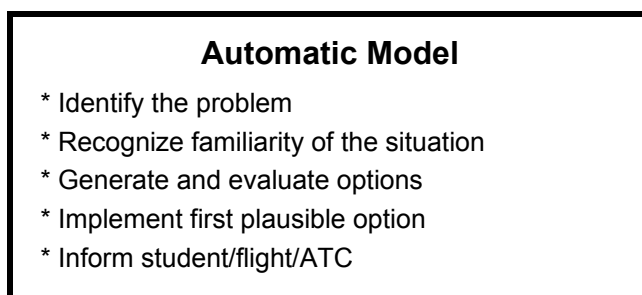 Automatic Model
* Identify the problem
* Recognize familiarity of the situation
* Generate and evaluate options
* Implement first plausible option
* Inform student/flight/ATC